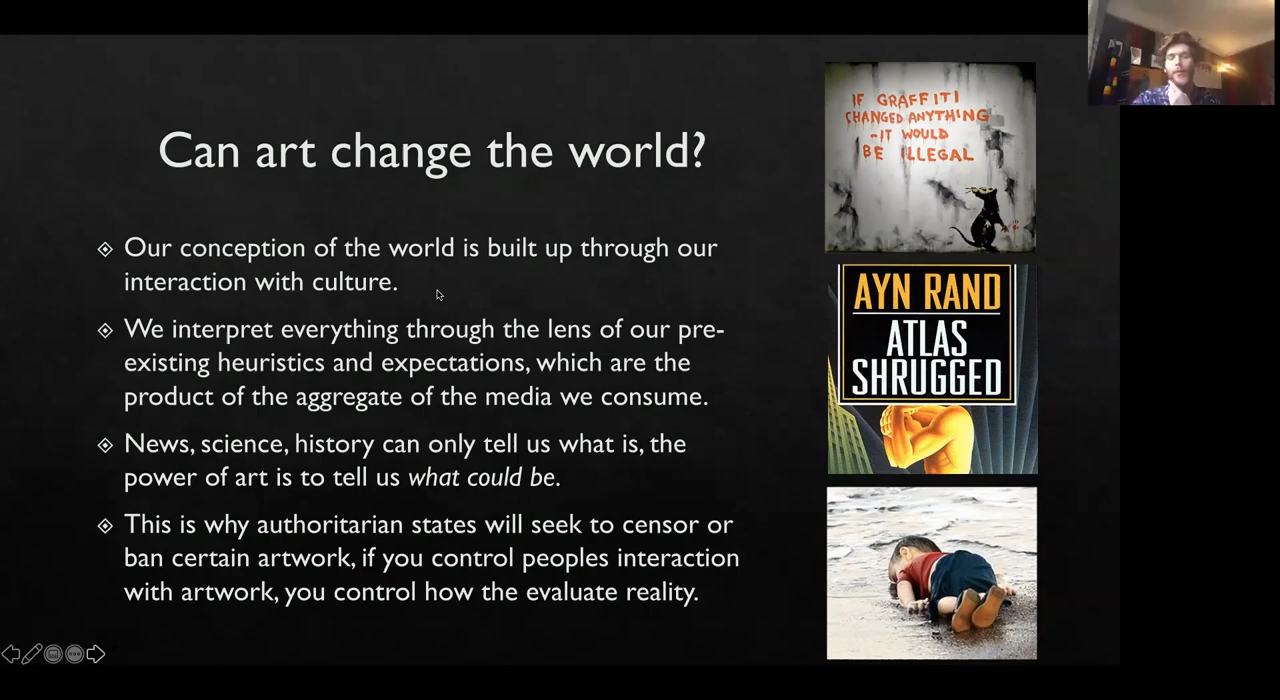 Can art change the world?
Our conception of the world is built up through our
interaction with culture.
We interpret everything through the lens of our pre-
existing heuristics and expectations, which are the
product of the aggregate of the media we consume.
News, science, history can only tell us what is, the
power of art is to tell us what could be.
This is why authoritarian states will seek to censor or
ban certain artwork, if you control peoples interaction
with artwork, you control how the evaluate reality.
IF GRAFFITI
CHANGED ANYTHING
-IT WOULD
BE ILLEGAL
AYN RAND
ATLAS
SHRUGGED